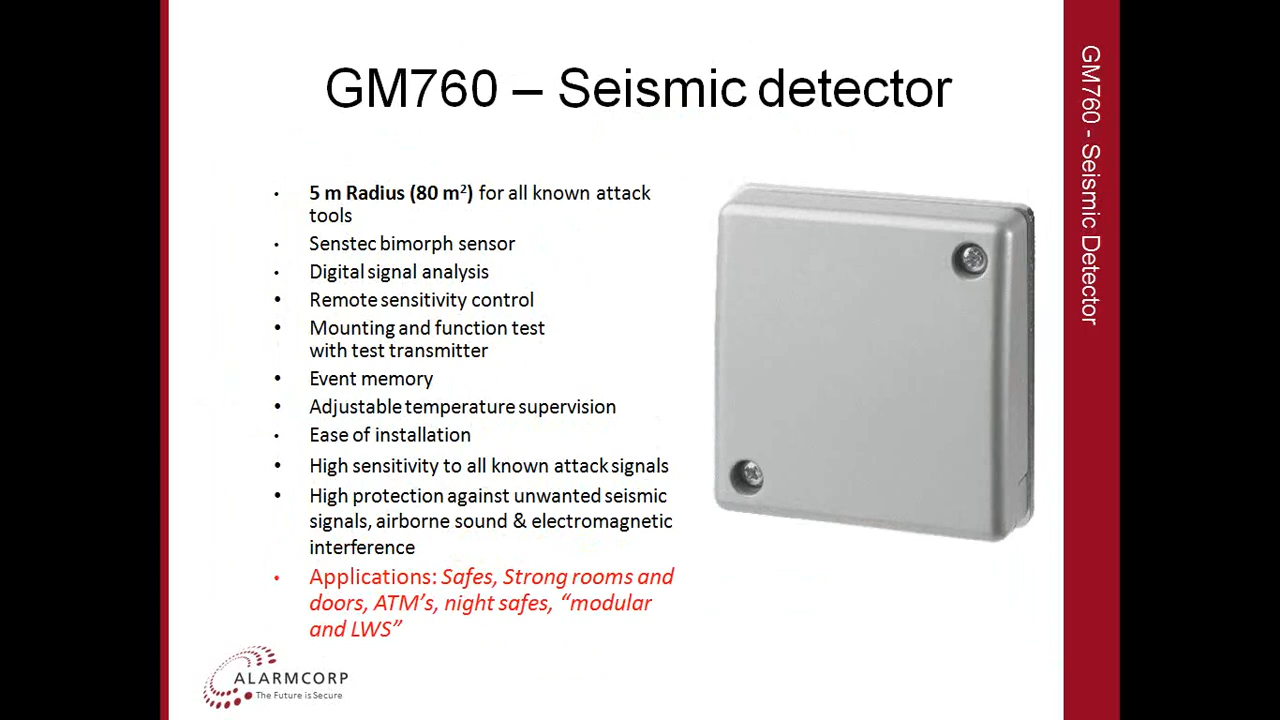 GM760 – Seismic detector
GM760 - Seismic Detector
• 5 m Radius (80 m²) for all known attack
tools
• Senstec bimorph sensor
• Digital signal analysis
• Remote sensitivity control
• Mounting and function test
with test transmitter
• Event memory
• Adjustable temperature supervision
• Ease of installation
• High sensitivity to all known attack signals
• High protection against unwanted seismic
signals, airborne sound & electromagnetic
interference
• Applications: Safes, Strong rooms and
doors, ATM’s, night safes, “modular
and LWS”
ALARMCORP
The Future is Secure